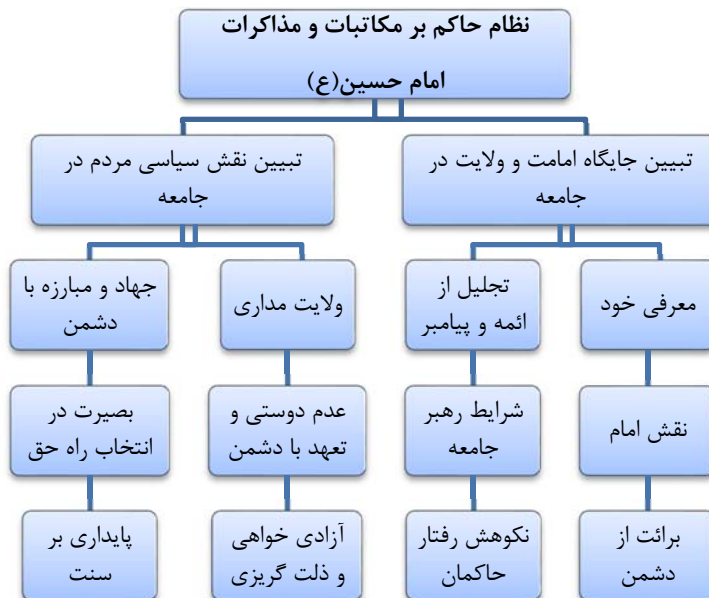 نظام حاکم بر مکاتبات و مذاکرات
امام حسین(ع)
تبیین جایگاه امامت و ولایت در
جامعه
تبیین نقش سیاسی مردم در
جامعه
معرفی خود
تجلیل از
ائمه و پیامبر
ولایت مداری
جهاد و مبارزه با
دشمن
نقش امام
شرایط رهبر
جامعه
عدم دوستی و
تعهد با دشمن
بصیرت در
انتخاب راه حق
برائت از
دشمن
نکوهش رفتار
حاکمان
آزادی خواهی
و ذلت گریزی
پایداری بر
سنت